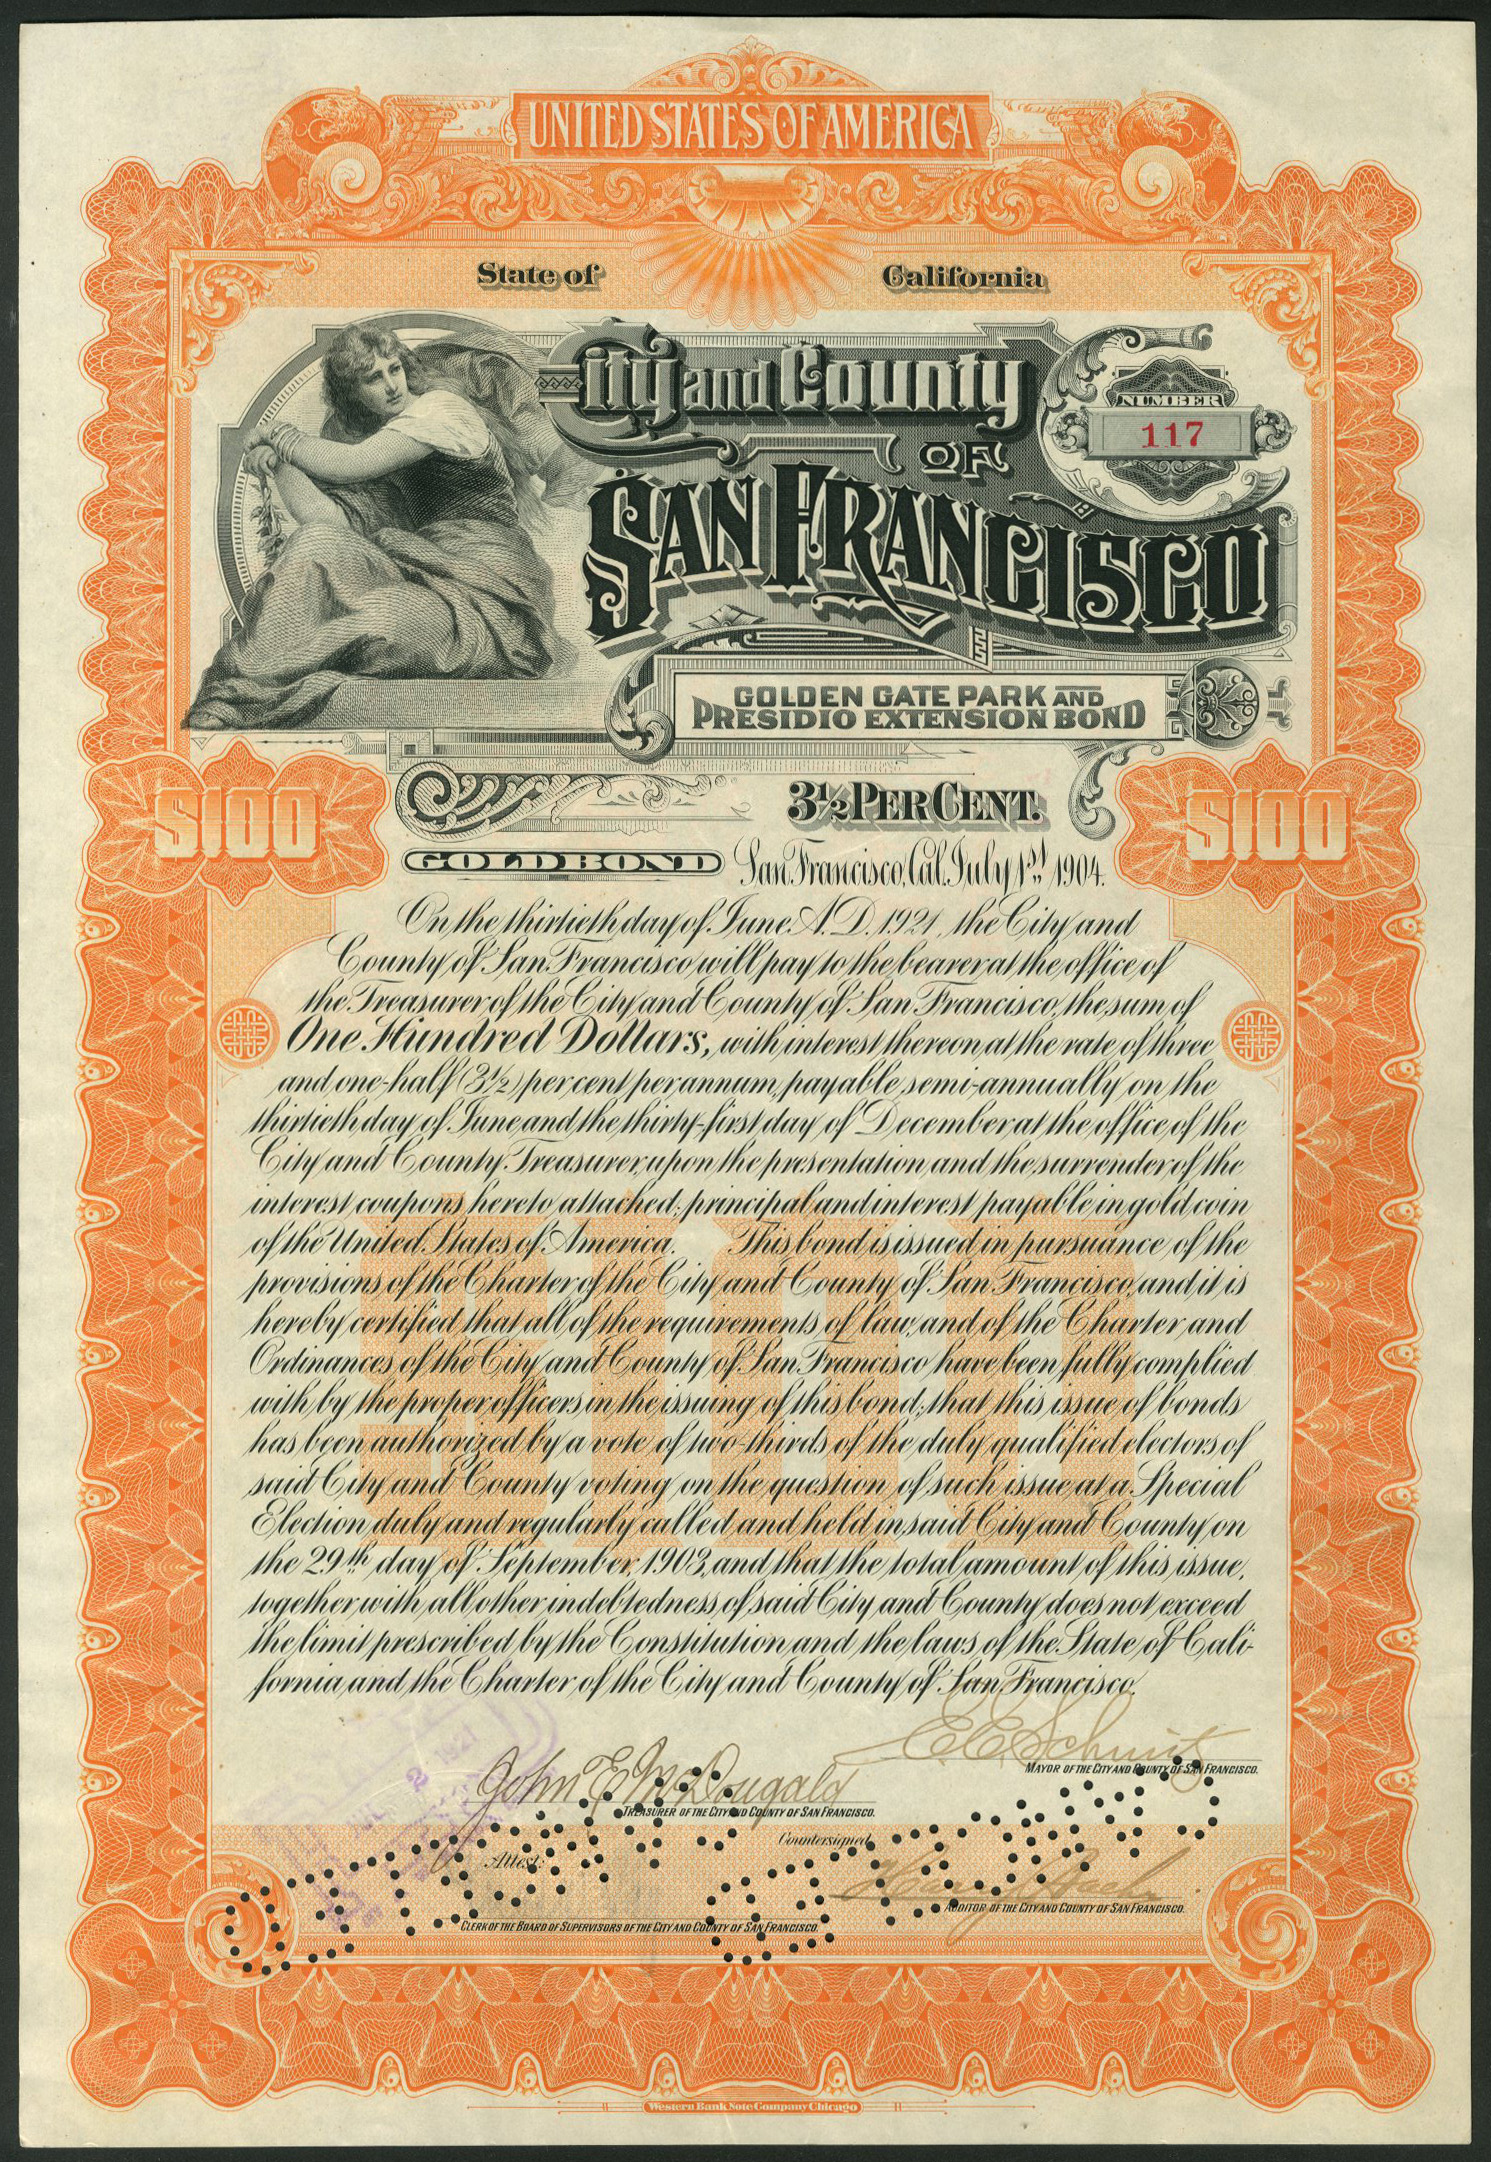 UNITED STATES OF AMERICA
State of California
City and County
NUMBER
117
OF
SAN FRANCISCO
GOLDEN GATE PARK AND
PRESIDIO EXTENSION BOND
$100
3½ PER CENT.
$100
GOLD BOND San Francisco, Cal. July 1st 1904.
On the thirtieth day of June A.D. 1921, the City and
County of San Francisco will pay to the bearer at the office of
the Treasurer of the City and County of San Francisco, the sum of
One Hundred Dollars, with interest thereon at the rate of three
and one-half (3½) per cent per annum, payable semi-annually on the
thirtieth day of June and the thirty-first day of December at the office of the
City and County Treasurer, upon the presentation and the surrender of the
interest coupons hereto attached; principal and interest payable in gold coin
of the United States of America. This bond is issued in pursuance of the
provisions of the Charter of the City and County of San Francisco, and it is
hereby certified that all of the requirements of law, and of the Charter and
Ordinances of the City and County of San Francisco have been fully complied
with by the proper officers in the issuing of this bond; that this issue of bonds
has been authorized by a vote of two-thirds of the duly qualified electors of
said City and County voting on the question of such issue at a Special
Election duly and regularly called and held in said City and County on
the 29th day of September, 1903, and that the total amount of this issue,
together with all other indebtedness of said City and County does not exceed
the limit prescribed by the Constitution and the laws of the State of Cali-
fornia and the Charter of the City and County of San Francisco.
E.E. Schmitz
MAYOR OF THE CITY AND COUNTY OF SAN FRANCISCO.
John E. McDougald
TREASURER OF THE CITY AND COUNTY OF SAN FRANCISCO.
Countersigned,
Attest:
AUDITOR OF THE CITY AND COUNTY OF SAN FRANCISCO.
CLERK OF THE BOARD OF SUPERVISORS OF THE CITY AND COUNTY OF SAN FRANCISCO.
Western Bank Note Company Chicago